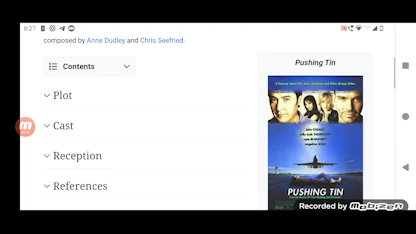 8:27
composed by Anne Dudley and Chris Seefried.
Contents
Pushing Tin
Plot
Cast
Reception
References
PUSHING TIN
Recorded by mobizen